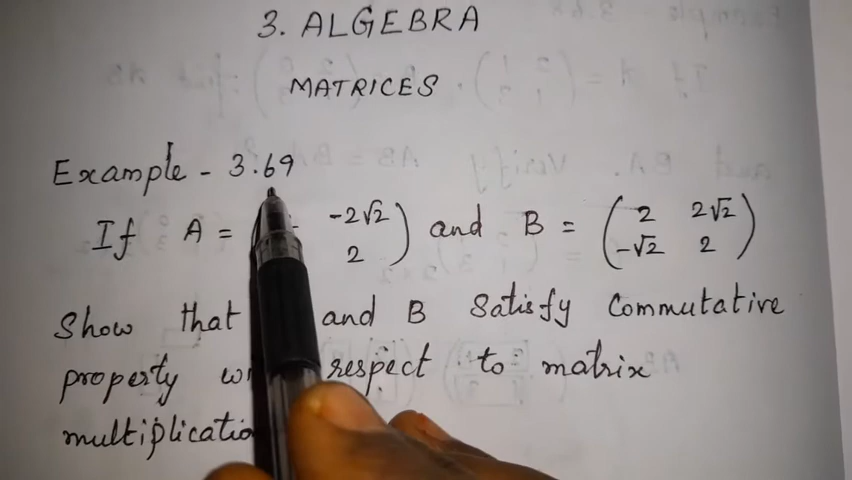 3. ALGEBRA
MATRICES
Example - 3.69
If A = ( -2√2 ) and B = ( 2 2√2 )
2 -√2 2
Show that and B Satisfy Commutative
property respect to matrix